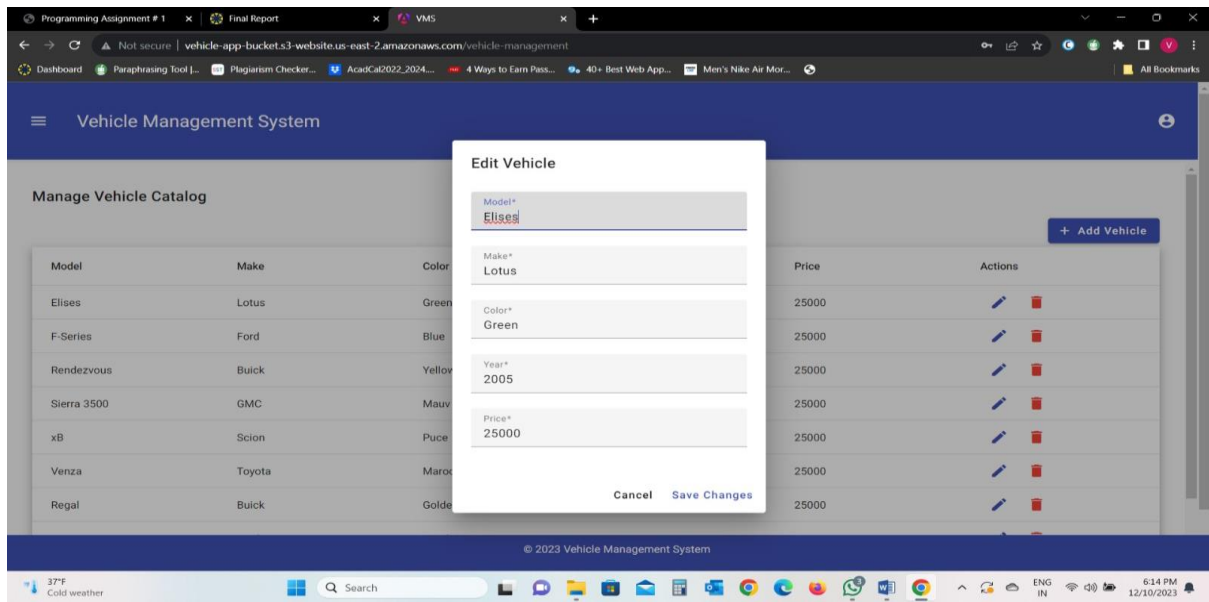 Programming Assignment # 1 Final Report VMS
Not secure | vehicle-app-bucket.s3-website.us-east-2.amazonaws.com/vehicle-management
Dashboard Paraphrasing Tool |... Plagiarism Checker... AcadCal2022_2024.... 4 Ways to Earn Pass... 40+ Best Web App... Men's Nike Air Mor... All Bookmarks
Vehicle Management System
Manage Vehicle Catalog
+ Add Vehicle
Model Make Color Price Actions
Elises Lotus Green 25000
F-Series Ford Blue 25000
Rendezvous Buick Yellow 25000
Sierra 3500 GMC Mauv 25000
xB Scion Puce 25000
Venza Toyota Maroo 25000
Regal Buick Golde 25000
Edit Vehicle
Model*
Elises
Make*
Lotus
Color*
Green
Year*
2005
Price*
25000
Cancel Save Changes
© 2023 Vehicle Management System
37°F
Cold weather
Search
ENG
IN
6:14 PM
12/10/2023